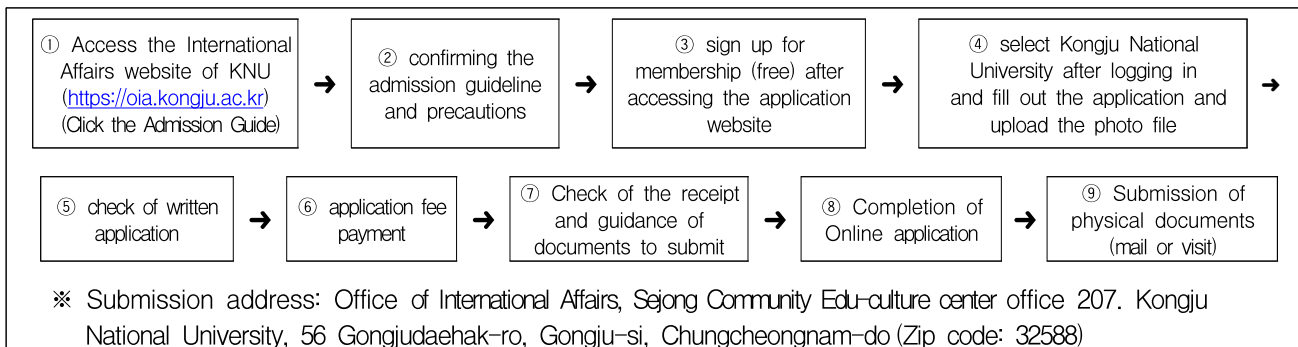 ① Access the International
Affairs website of KNU
(https://oia.kongju.ac.kr)
(Click the Admission Guide)
➜
② confirming the
admission guideline
and precautions
➜
③ sign up for
membership (free) after
accessing the application
website
➜
④ select Kongju National
University after logging in
and fill out the application and
upload the photo file
➜
⑤ check of written
application
➜
⑥ application fee
payment
➜
⑦ Check of the receipt
and guidance of
documents to submit
➜
⑧ Completion of
Online application
➜
⑨ Submission of
physical documents
(mail or visit)
※ Submission address: Office of International Affairs, Sejong Community Edu-culture center office 207. Kongju
National University, 56 Gongjudaehak-ro, Gongju-si, Chungcheongnam-do (Zip code: 32588)